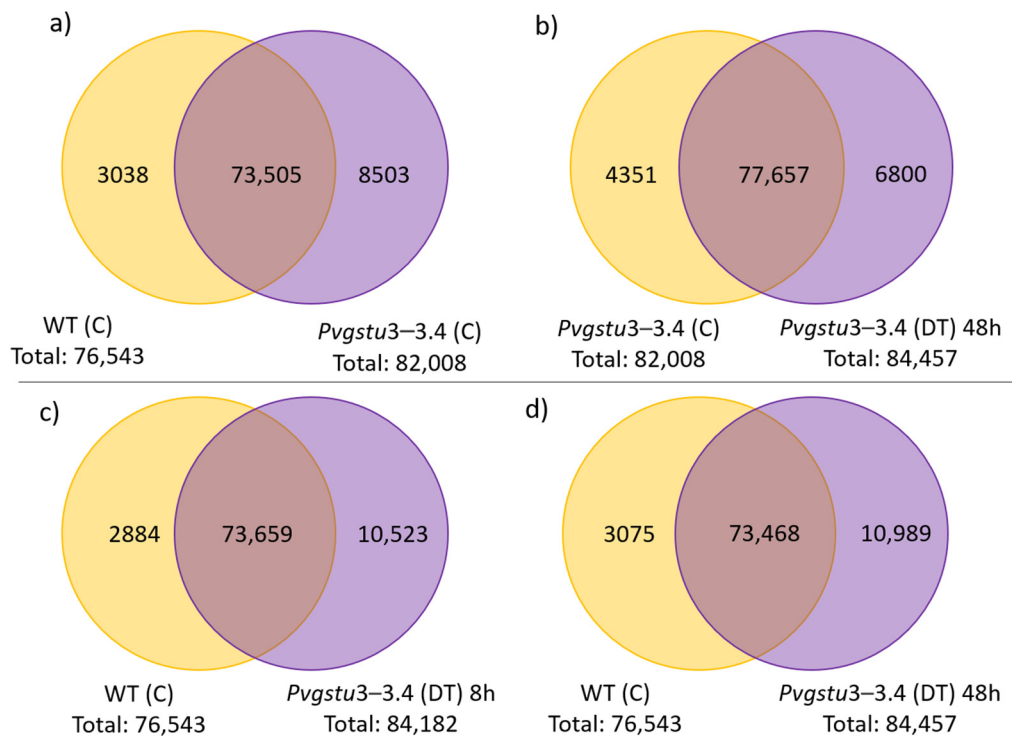 a)
3038
73,505
8503
WT (C)
Total: 76,543
Pvgstu3–3.4 (C)
Total: 82,008
b)
4351
77,657
6800
Pvgstu3–3.4 (C)
Total: 82,008
Pvgstu3–3.4 (DT) 48h
Total: 84,457
c)
2884
73,659
10,523
WT (C)
Total: 76,543
Pvgstu3–3.4 (DT) 8h
Total: 84,182
d)
3075
73,468
10,989
WT (C)
Total: 76,543
Pvgstu3–3.4 (DT) 48h
Total: 84,457